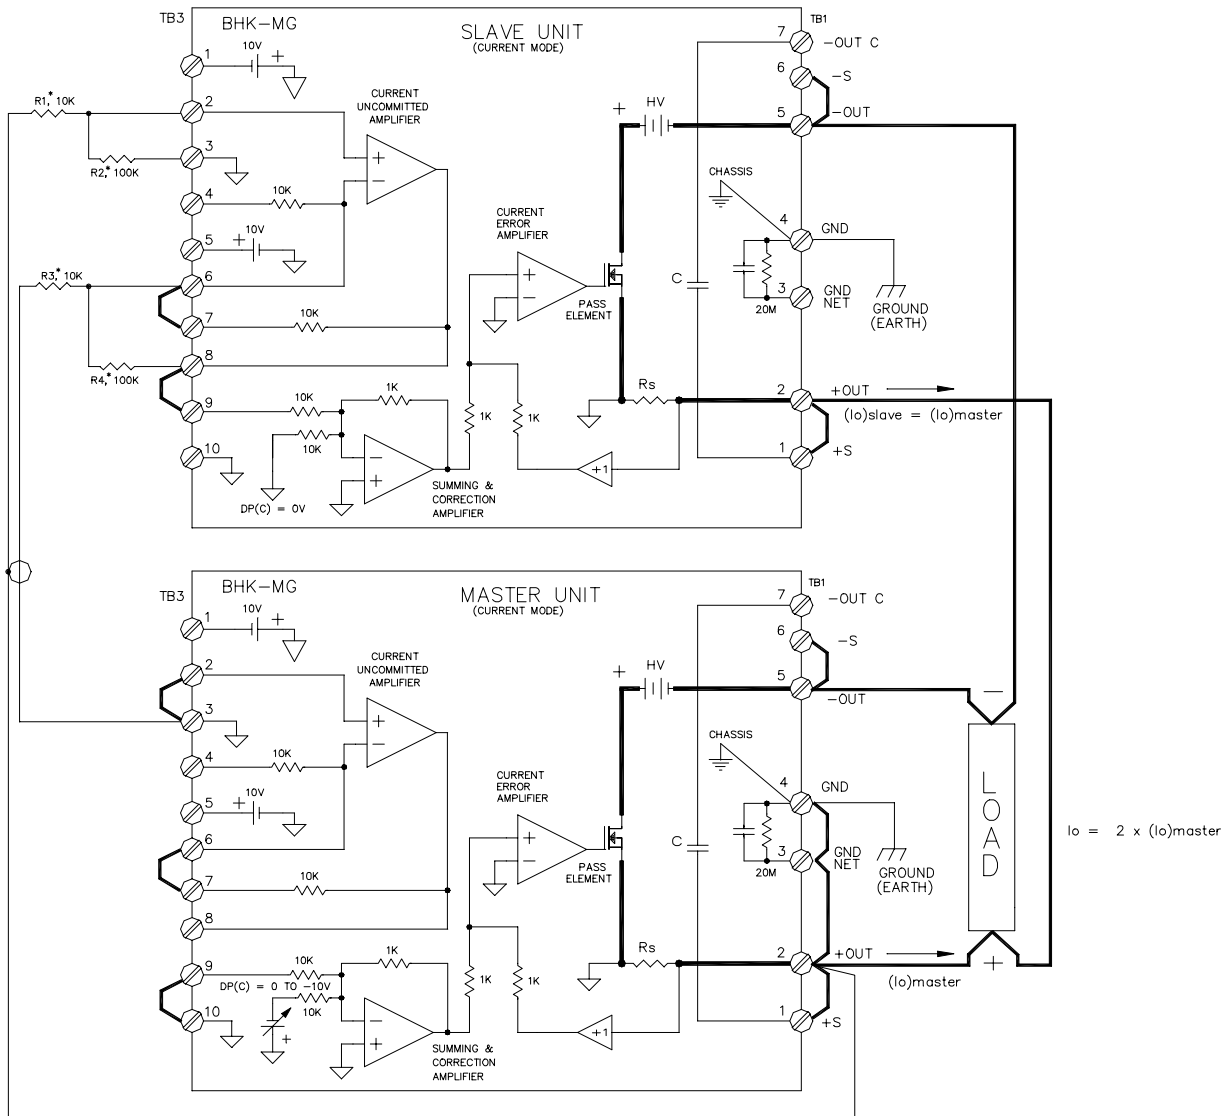 TB3
BHK-MG
SLAVE UNIT
(CURRENT MODE)
TB1
1
10V
+
2
R1,* 10K
CURRENT
UNCOMMITTED
AMPLIFIER
3
R2,* 100K
+
-
4
10K
5
+
10V
6
R3,* 10K
7
10K
8
R4,* 100K
9
10K
1K
10K
10
DP(C) = 0V
-
+
SUMMING &
CORRECTION
AMPLIFIER
1K
1K
+1
CURRENT
ERROR
AMPLIFIER
+
-
PASS
ELEMENT
+
HV
Rs
C
7
-OUT C
6
-S
5
-OUT
CHASSIS
4
GND
3
GND
NET
20M
GROUND
(EARTH)
2
+OUT
(Io)slave = (Io)master
1
+S
TB3
BHK-MG
MASTER UNIT
(CURRENT MODE)
TB1
1
10V
+
2
CURRENT
UNCOMMITTED
AMPLIFIER
3
+
-
4
10K
5
+
10V
6
7
10K
8
9
10K
1K
DP(C) = 0 TO -10V
10K
+
10
-
+
SUMMING &
CORRECTION
AMPLIFIER
1K
1K
+1
CURRENT
ERROR
AMPLIFIER
+
-
PASS
ELEMENT
+
HV
Rs
C
7
-OUT C
6
-S
5
-OUT
CHASSIS
4
GND
3
GND
NET
20M
GROUND
(EARTH)
2
+OUT
(Io)master
1
+S
-
LOAD
+
Io = 2 x (Io)master